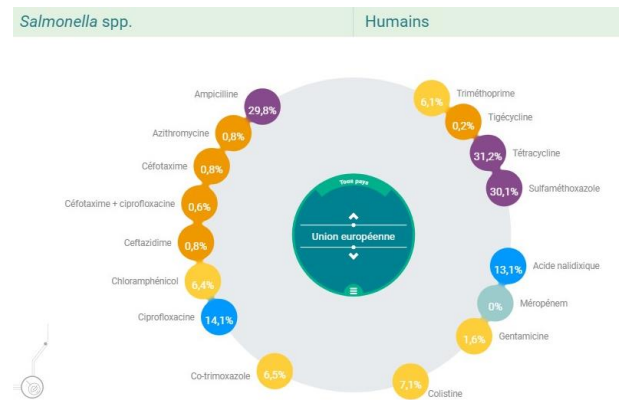 Salmonella spp.
Humains
Ampicilline
29,8%
Azithromycine
0,8%
Céfotaxime
0,8%
Céfotaxime + ciprofloxacine
0,6%
Ceftazidime
0,8%
Chloramphénicol
6,4%
Ciprofloxacine
14,1%
Co-trimoxazole
6,5%
Tous pays
Union européenne
6,1%
Triméthoprime
0,2%
Tigécycline
31,2%
Tétracycline
30,1%
Sulfaméthoxazole
13,1%
Acide nalidixique
0%
Méropénem
1,6%
Gentamicine
7,1%
Colistine